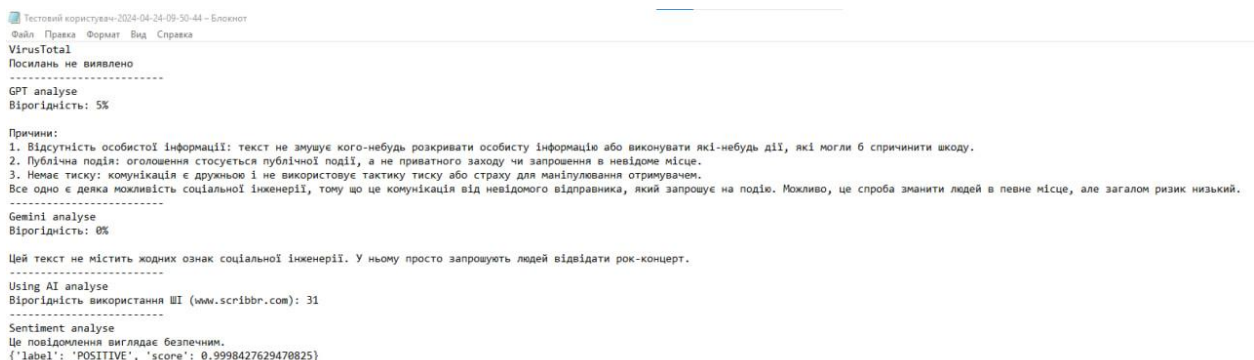 Тестовий користувач-2024-04-24-09-50-44 – Блокнот
Файл Правка Формат Вид Справка
VirusTotal
Посилань не виявлено
-------------------------
GPT analyse
Вірогідність: 5%
Причини:
1. Відсутність особистої інформації: текст не змушує кого-небудь розкривати особисту інформацію або виконувати які-небудь дії, які могли б спричинити шкоду.
2. Публічна подія: оголошення стосується публічної події, а не приватного заходу чи запрошення в невідоме місце.
3. Немає тиску: комунікація є дружньою і не використовує тактику тиску або страху для маніпулювання отримувачем.
Все одно є деяка можливість соціальної інженерії, тому що це комунікація від невідомого відправника, який запрошує на подію. Можливо, це спроба зманити людей в певне місце, але загалом ризик низький.
-------------------------
Gemini analyse
Вірогідність: 0%
Цей текст не містить жодних ознак соціальної інженерії. У ньому просто запрошують людей відвідати рок-концерт.
-------------------------
Using AI analyse
Вірогідність використання ШІ (www.scribbr.com): 31
-------------------------
Sentiment analyse
Це повідомлення виглядає безпечним.
{'label': 'POSITIVE', 'score': 0.9998427629470825}